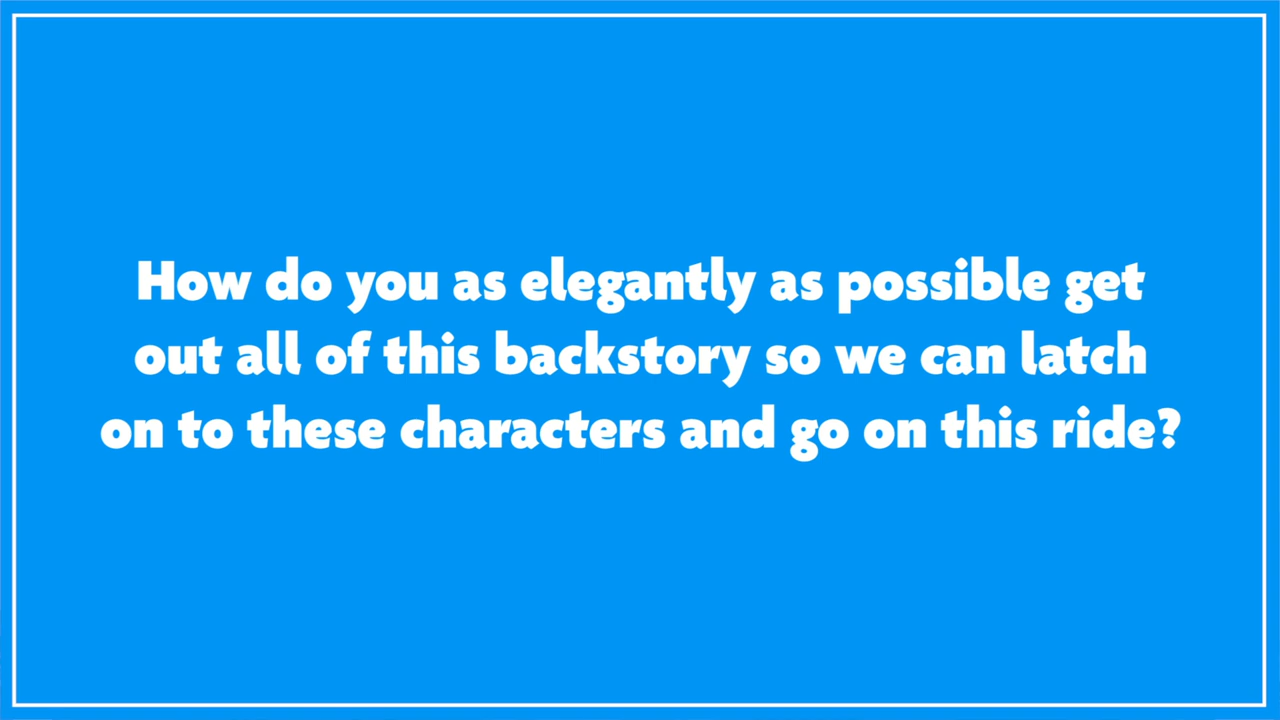 How do you as elegantly as possible get
out all of this backstory so we can latch
on to these characters and go on this ride?